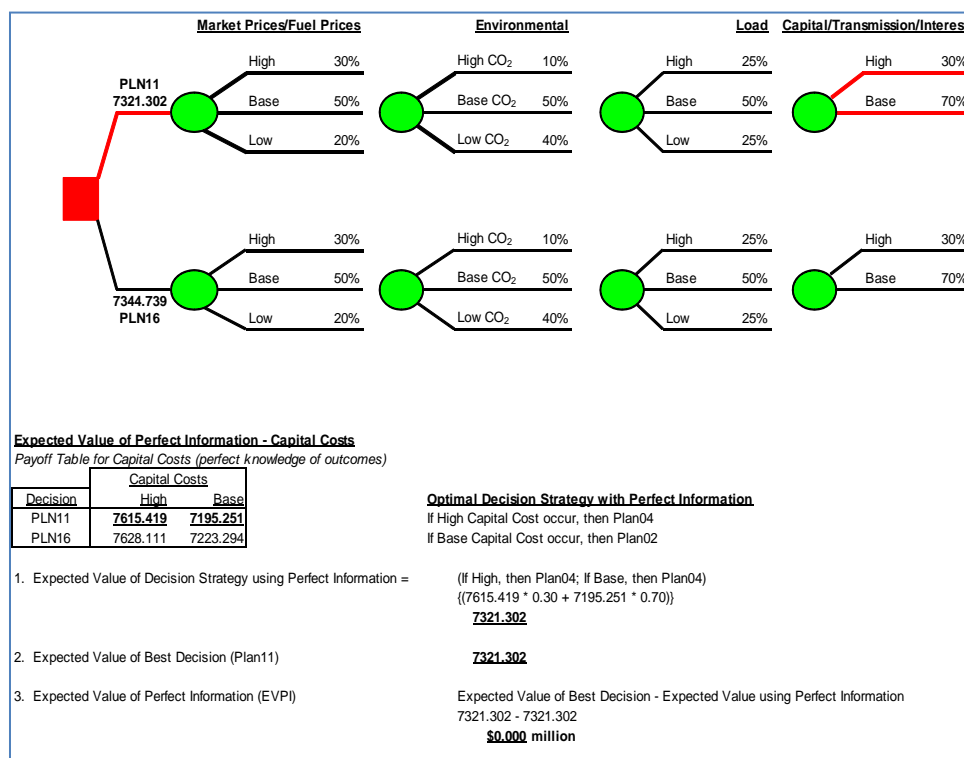 Market Prices/Fuel Prices Environmental Load Capital/Transmission/Interes
High 30% High CO₂ 10% High 25% High 30%
PLN11
7321.302
Base 50% Base CO₂ 50% Base 50% Base 70%
Low 20% Low CO₂ 40% Low 25%
High 30% High CO₂ 10% High 25% High 30%
Base 50% Base CO₂ 50% Base 50% Base 70%
7344.739
PLN16
Low 20% Low CO₂ 40% Low 25%
Expected Value of Perfect Information - Capital Costs
Payoff Table for Capital Costs (perfect knowledge of outcomes)
Capital Costs
Decision High Base
PLN11 7615.419 7195.251
PLN16 7628.111 7223.294
Optimal Decision Strategy with Perfect Information
If High Capital Cost occur, then Plan04
If Base Capital Cost occur, then Plan02
1. Expected Value of Decision Strategy using Perfect Information = (If High, then Plan04; If Base, then Plan04)
{(7615.419 * 0.30 + 7195.251 * 0.70)}
7321.302
2. Expected Value of Best Decision (Plan11) 7321.302
3. Expected Value of Perfect Information (EVPI) Expected Value of Best Decision - Expected Value using Perfect Information
7321.302 - 7321.302
$0.000 million